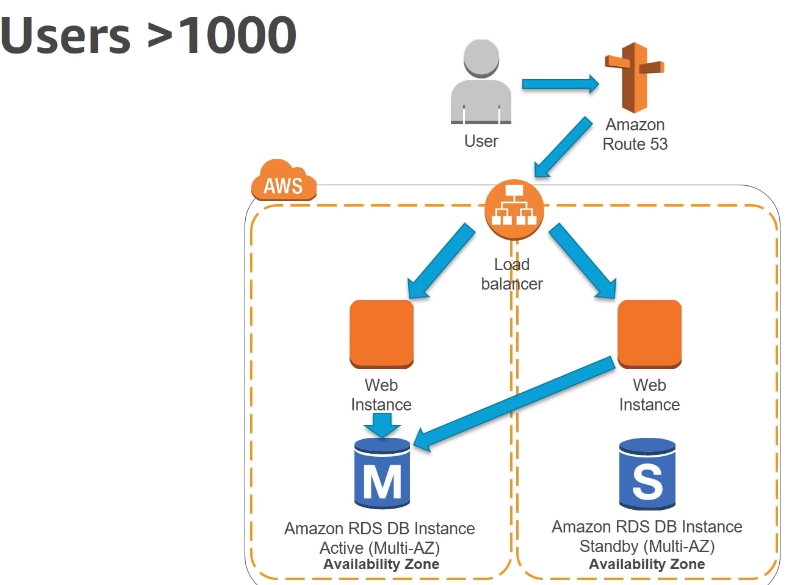 Users >1000
User
Amazon
Route 53
AWS
Load
balancer
Web
Instance
Web
Instance
M
S
Amazon RDS DB Instance
Active (Multi-AZ)
Availability Zone
Amazon RDS DB Instance
Standby (Multi-AZ)
Availability Zone